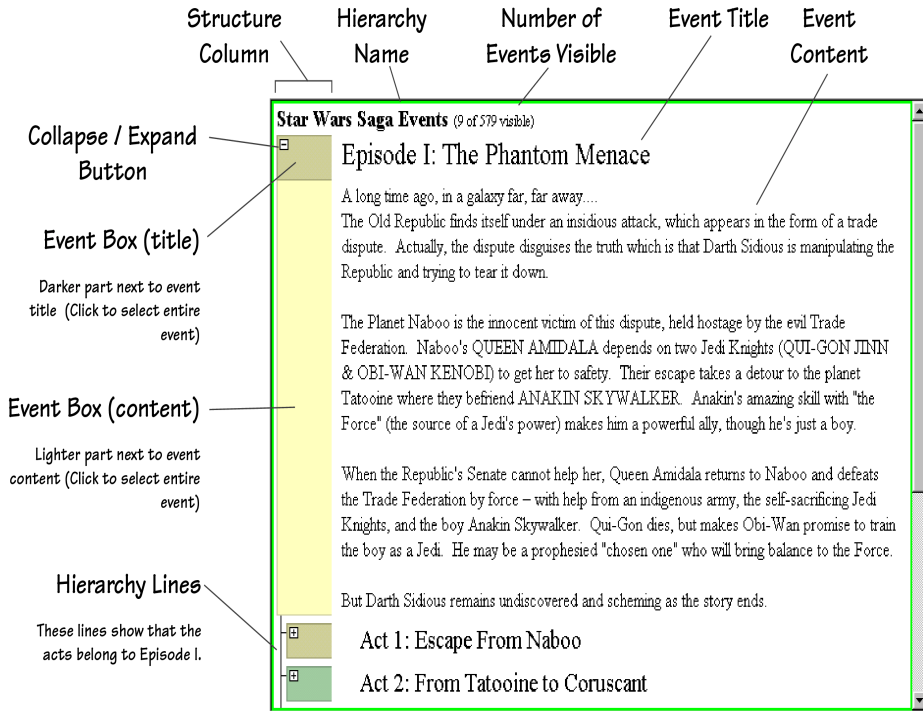 Structure
Column
Hierarchy
Name
Number of
Events Visible
Event Title
Event
Content
Collapse / Expand
Button
Event Box (title)
Darker part next to event
title (Click to select entire
event)
Event Box (content)
Lighter part next to event
content (Click to select entire
event)
Hierarchy Lines
These lines show that the
acts belong to Episode I.
Star Wars Saga Events (9 of 579 visible)
Episode I: The Phantom Menace
A long time ago, in a galaxy far, far away....
The Old Republic finds itself under an insidious attack, which appears in the form of a trade
dispute. Actually, the dispute disguises the truth which is that Darth Sidious is manipulating the
Republic and trying to tear it down.
The Planet Naboo is the innocent victim of this dispute, held hostage by the evil Trade
Federation. Naboo's QUEEN AMIDALA depends on two Jedi Knights (QUI-GON JINN
& OBI-WAN KENOBI) to get her to safety. Their escape takes a detour to the planet
Tatooine where they befriend ANAKIN SKYWALKER. Anakin's amazing skill with "the
Force" (the source of a Jedi's power) makes him a powerful ally, though he's just a boy.
When the Republic's Senate cannot help her, Queen Amidala returns to Naboo and defeats
the Trade Federation by force – with help from an indigenous army, the self-sacrificing Jedi
Knights, and the boy Anakin Skywalker. Qui-Gon dies, but makes Obi-Wan promise to train
the boy as a Jedi. He may be a prophesied "chosen one" who will bring balance to the Force.
But Darth Sidious remains undiscovered and scheming as the story ends.
Act 1: Escape From Naboo
Act 2: From Tatooine to Coruscant